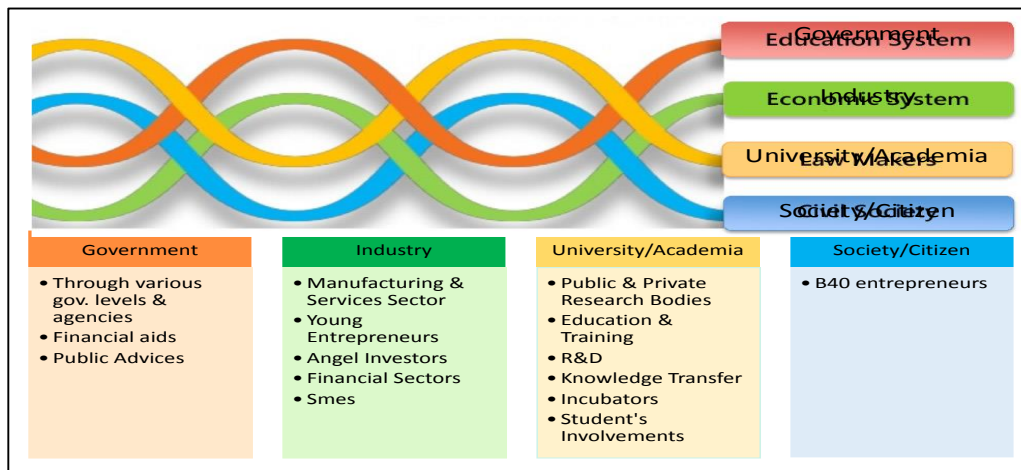 Government
Education System
Industry
Economic System
University/Academia
Law Makers
Society/Citizen
Civil Society
Government
• Through various
gov. levels &
agencies
• Financial aids
• Public Advices
Industry
• Manufacturing &
Services Sector
• Young
Entrepreneurs
• Angel Investors
• Financial Sectors
• Smes
University/Academia
• Public & Private
Research Bodies
• Education &
Training
• R&D
• Knowledge Transfer
• Incubators
• Student's
Involvements
Society/Citizen
• B40 entrepreneurs